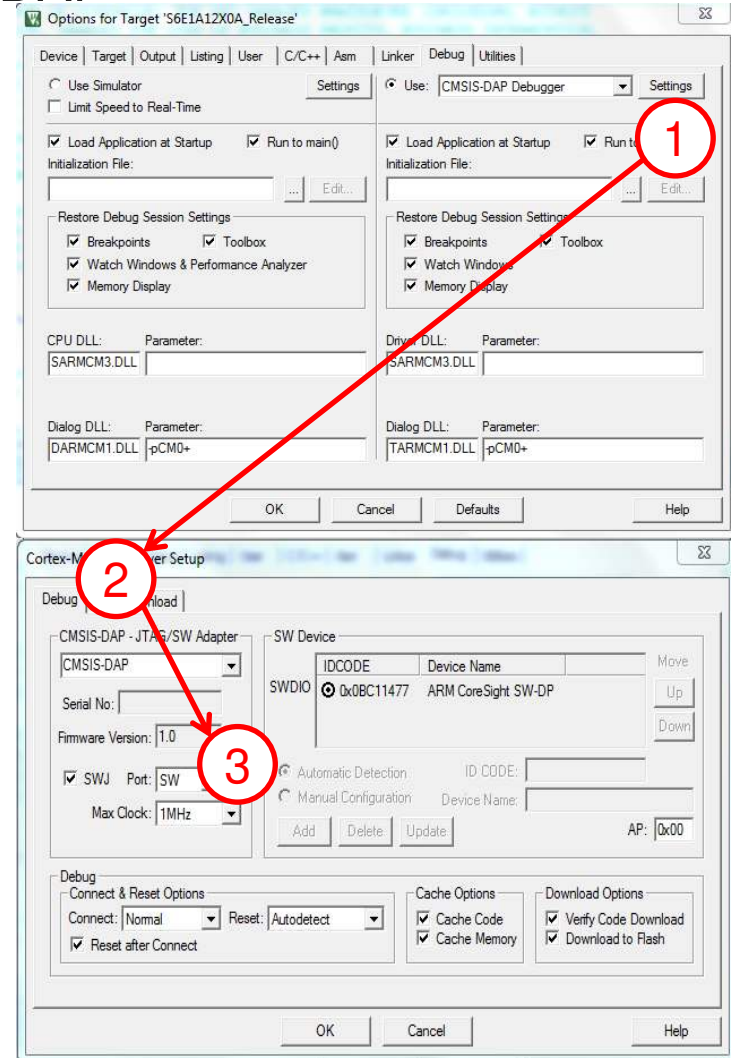 Options for Target 'S6E1A12X0A_Release'
Device Target Output Listing User C/C++ Asm Linker Debug Utilities
Use Simulator Settings Use: CMSIS-DAP Debugger Settings
Limit Speed to Real-Time
Load Application at Startup Run to main() Load Application at Startup Run
1
Initialization File: Initialization File:
... Edit... ... Edit...
Restore Debug Session Settings Restore Debug Session Settings
Breakpoints Toolbox Breakpoints Toolbox
Watch Windows & Performance Analyzer Watch Windows
Memory Display Memory Display
CPU DLL: Parameter: Driver DLL: Parameter:
SARMCM3.DLL SARMCM3.DLL
Dialog DLL: Parameter: Dialog DLL: Parameter:
DARMCM1.DLL -pCM0+ TARMCM1.DLL -pCM0+
OK Cancel Defaults Help
Cortex-M Setup
2
Debug
CMSIS-DAP - JTAG/SW Adapter SW Device
CMSIS-DAP IDCODE Device Name Move
SWDIO 0x0BC11477 ARM CoreSight SW-DP Up
Serial No:
Down
Firmware Version: 1.0
3
SWJ Port: SW Automatic Detection ID CODE:
Manual Configuration Device Name:
Max Clock: 1MHz
Add Delete Update AP: 0x00
Debug
Connect & Reset Options Cache Options Download Options
Connect: Normal Reset: Autodetect Cache Code Verify Code Download
Reset after Connect Cache Memory Download to Flash
OK Cancel Help